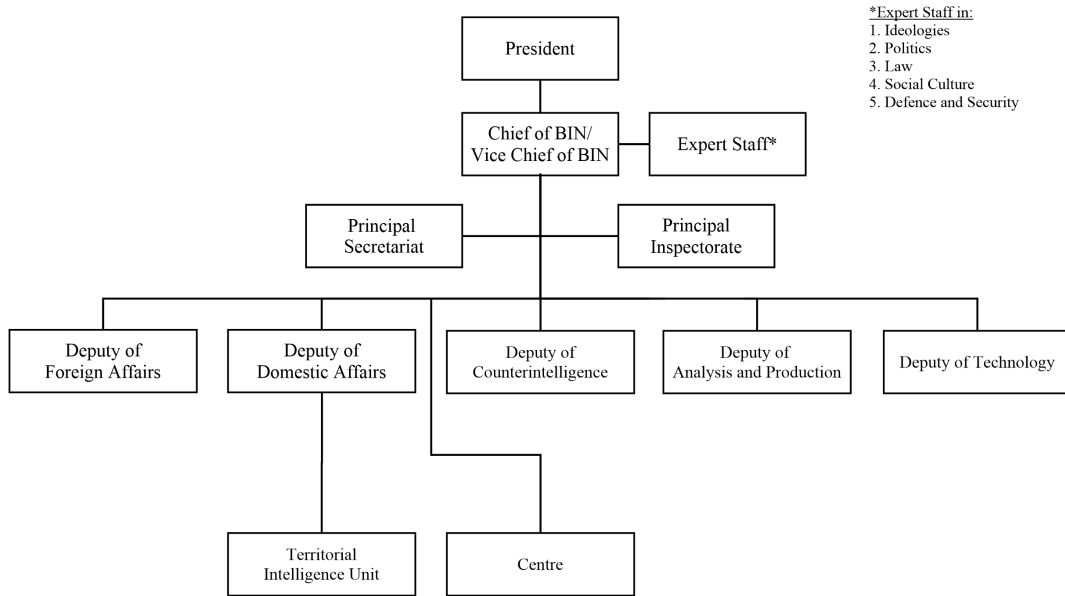 President
*Expert Staff in:
1. Ideologies
2. Politics
3. Law
4. Social Culture
5. Defence and Security
Chief of BIN/
Vice Chief of BIN
Expert Staff*
Principal
Secretariat
Principal
Inspectorate
Deputy of
Foreign Affairs
Deputy of
Domestic Affairs
Deputy of
Counterintelligence
Deputy of
Analysis and Production
Deputy of Technology
Territorial
Intelligence Unit
Centre